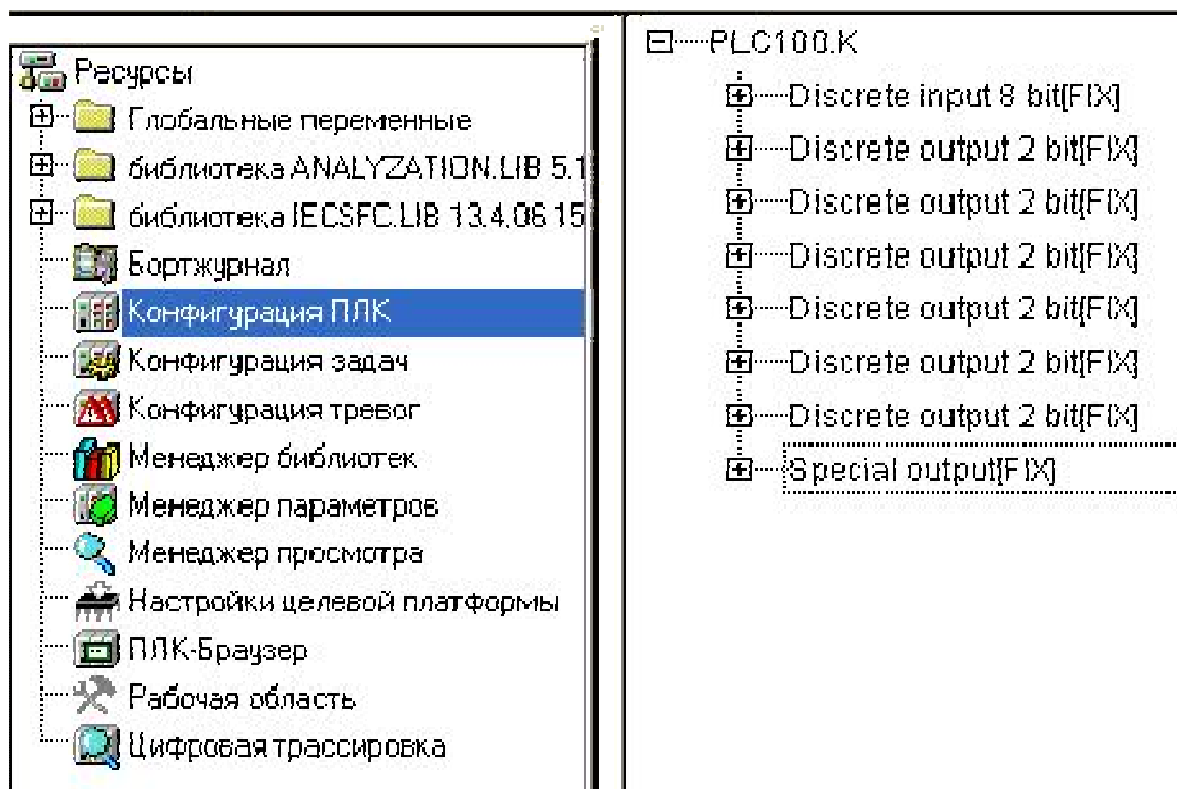 Ресурсы
Глобальные переменные
библиотека ANALYZATION.LIB 5.1
библиотека IECSFC.LIB 13.4.06 15
Бортжурнал
Конфигурация ПЛК
Конфигурация задач
Конфигурация тревог
Менеджер библиотек
Менеджер параметров
Менеджер просмотра
Настройки целевой платформы
ПЛК-Браузер
Рабочая область
Цифровая трассировка
PLC100.K
Discrete input 8 bit[FIX]
Discrete output 2 bit[FIX]
Discrete output 2 bit[FIX]
Discrete output 2 bit[FIX]
Discrete output 2 bit[FIX]
Discrete output 2 bit[FIX]
Discrete output 2 bit[FIX]
Special output[FIX]